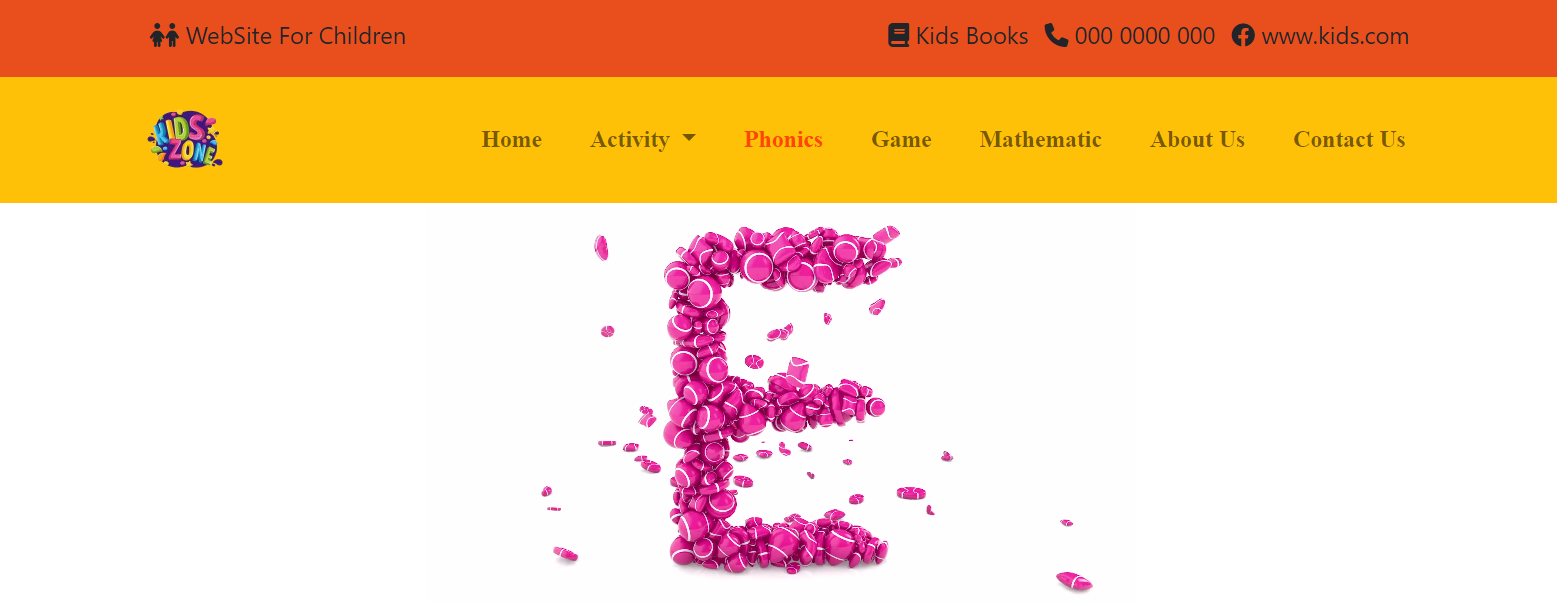 WebSite For Children Kids Books 000 0000 000 www.kids.com
KIDS
ZONE
Home Activity Phonics Game Mathematic About Us Contact Us
E